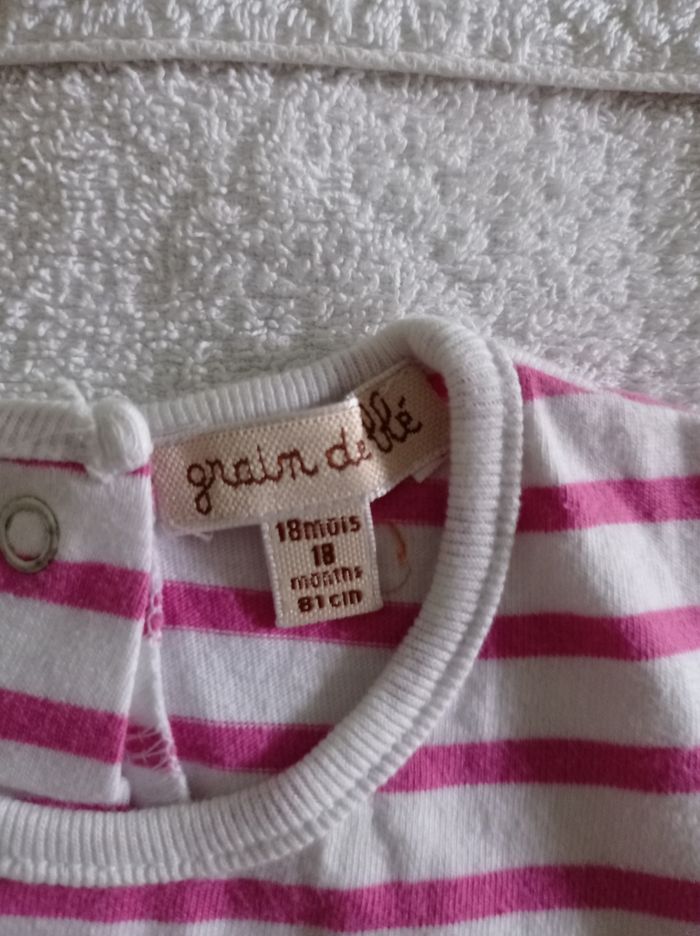 grain de blé
18mois
18
months
81cm